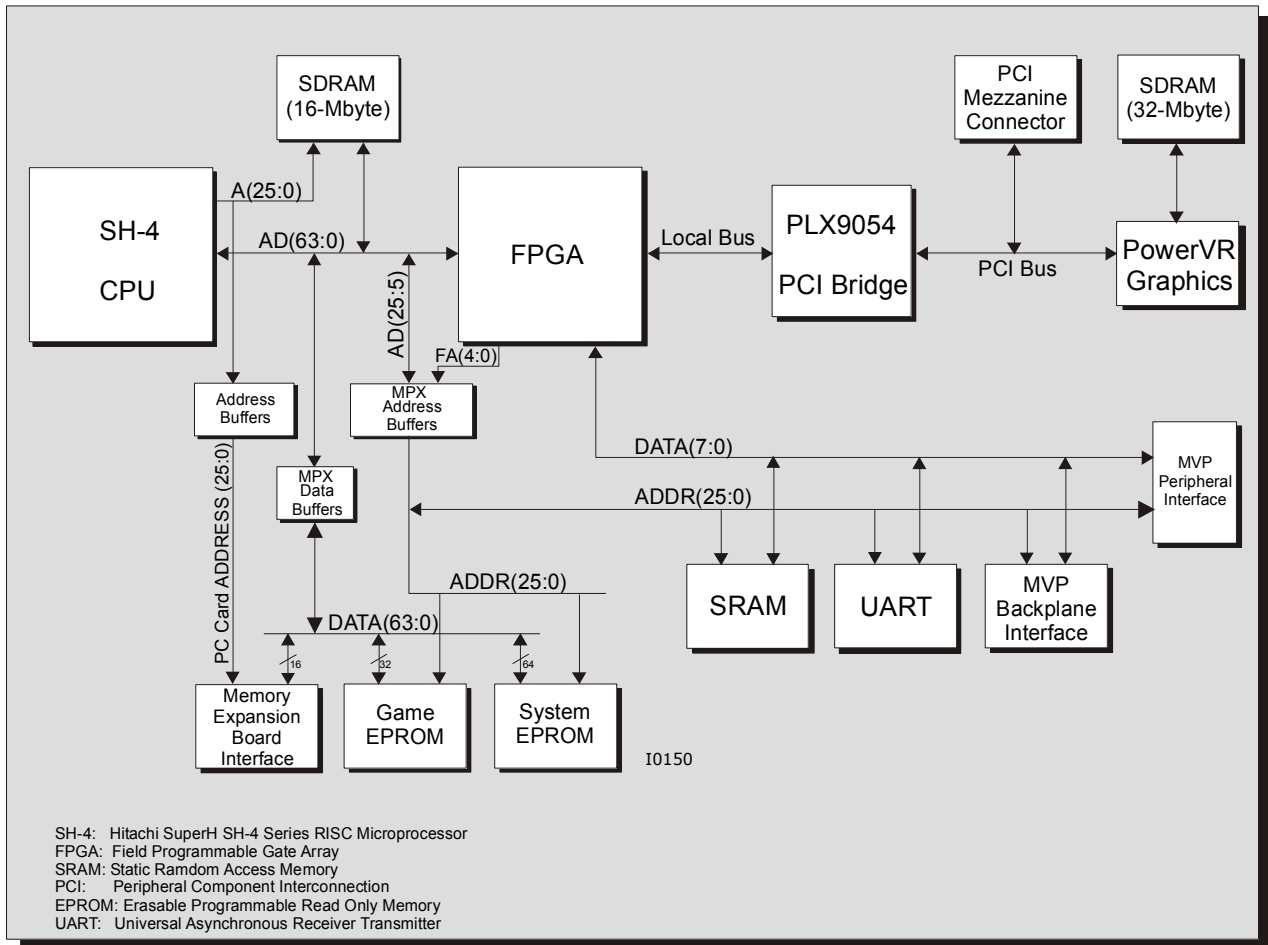 SDRAM
(16-Mbyte)
PCI
Mezzanine
Connector
SDRAM
(32-Mbyte)
A(25:0)
SH-4
CPU
AD(63:0)
FPGA
Local Bus
PLX9054
PCI Bridge
PCI Bus
PowerVR
Graphics
AD(25:5)
FA(4:0)
Address
Buffers
MPX
Address
Buffers
PC Card ADDRESS (25:0)
MPX
Data
Buffers
DATA(7:0)
ADDR(25:0)
MVP
Peripheral
Interface
SRAM
UART
MVP
Backplane
Interface
ADDR(25:0)
DATA(63:0)
16
32
64
Memory
Expansion
Board
Interface
Game
EPROM
System
EPROM
I0150
SH-4: Hitachi SuperH SH-4 Series RISC Microprocessor
FPGA: Field Programmable Gate Array
SRAM: Static Ramdom Access Memory
PCI: Peripheral Component Interconnection
EPROM: Erasable Programmable Read Only Memory
UART: Universal Asynchronous Receiver Transmitter